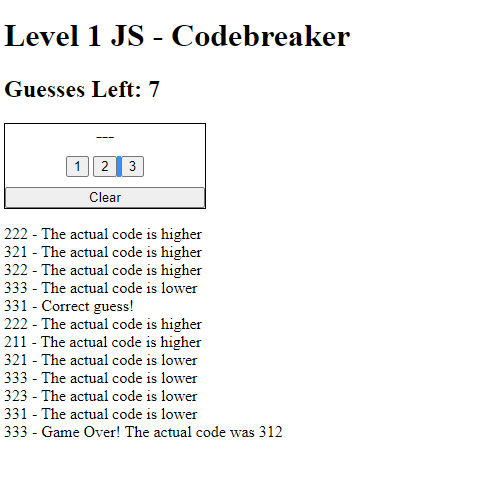 Level 1 JS - Codebreaker
Guesses Left: 7
---
1 2 3
Clear
222 - The actual code is higher
321 - The actual code is higher
322 - The actual code is higher
333 - The actual code is lower
331 - Correct guess!
222 - The actual code is higher
211 - The actual code is higher
321 - The actual code is lower
333 - The actual code is lower
323 - The actual code is lower
331 - The actual code is lower
333 - Game Over! The actual code was 312